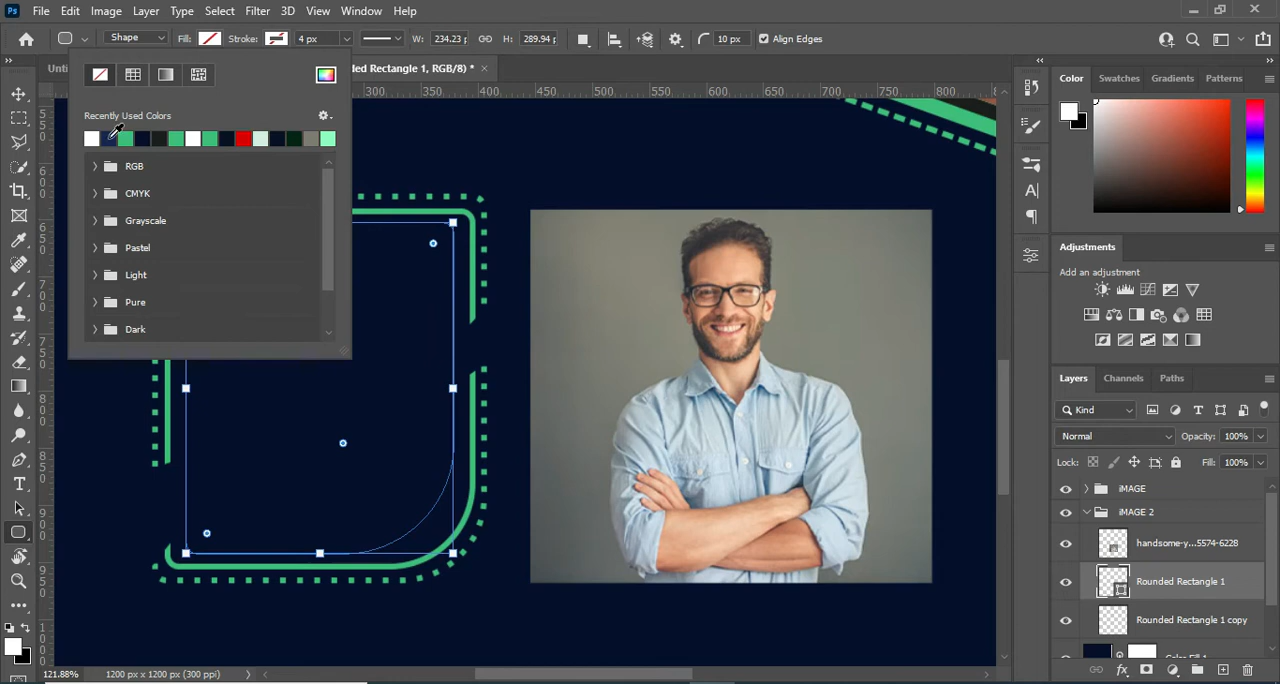 Ps File Edit Image Layer Type Select Filter 3D View Window Help
Shape Fill: Stroke: 4 px W: 234.23 p H: 289.94 p 10 px Align Edges
Unti ded Rectangle 1, RGB/8) *
300 350 400 450 500 550 600 650 700 750 800
Recently Used Colors
RGB
CMYK
Grayscale
Pastel
Light
Pure
Dark
Color Swatches Gradients Patterns
Adjustments
Add an adjustment
Layers Channels Paths
Kind
Normal Opacity: 100%
Lock: Fill: 100%
iMAGE
iMAGE 2
handsome-y...5574-6228
Rounded Rectangle 1
Rounded Rectangle 1 copy
121.88% 1200 px x 1200 px (300 ppi)